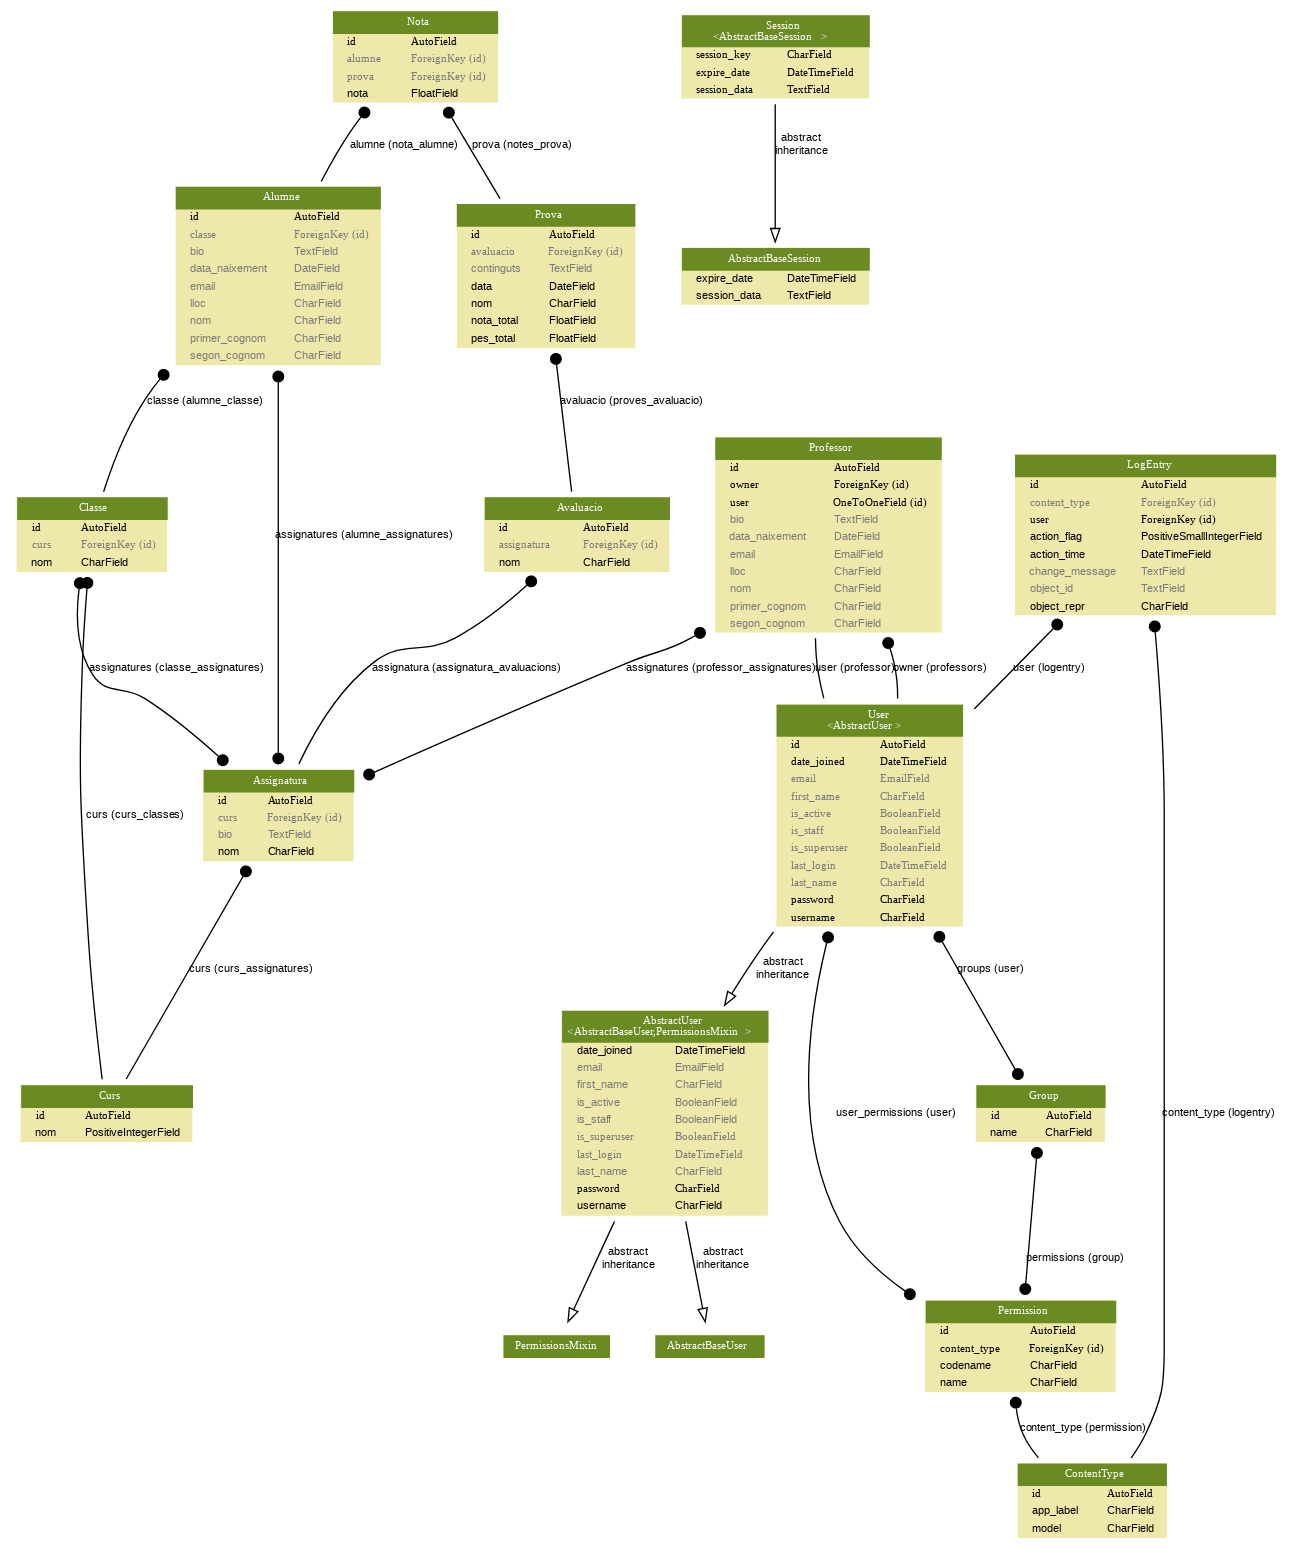 Nota
id AutoField
alumne ForeignKey (id)
prova ForeignKey (id)
nota FloatField
Session
<AbstractBaseSession >
session_key CharField
expire_date DateTimeField
session_data TextField
alumne (nota_alumne)
prova (notes_prova)
abstract
inheritance
Alumne
id AutoField
classe ForeignKey (id)
bio TextField
data_naixement DateField
email EmailField
lloc CharField
nom CharField
primer_cognom CharField
segon_cognom CharField
Prova
id AutoField
avaluacio ForeignKey (id)
continguts TextField
data DateField
nom CharField
nota_total FloatField
pes_total FloatField
AbstractBaseSession
expire_date DateTimeField
session_data TextField
classe (alumne_classe)
avaluacio (proves_avaluacio)
assignatures (alumne_assignatures)
Professor
id AutoField
owner ForeignKey (id)
user OneToOneField (id)
bio TextField
data_naixement DateField
email EmailField
lloc CharField
nom CharField
primer_cognom CharField
segon_cognom CharField
LogEntry
id AutoField
content_type ForeignKey (id)
user ForeignKey (id)
action_flag PositiveSmallIntegerField
action_time DateTimeField
change_message TextField
object_id TextField
object_repr CharField
Classe
id AutoField
curs ForeignKey (id)
nom CharField
Avaluacio
id AutoField
assignatura ForeignKey (id)
nom CharField
assignatures (classe_assignatures)
assignatura (assignatura_avaluacions)
assignatures (professor_assignatures)
user (professor)
owner (professors)
user (logentry)
User
<AbstractUser >
id AutoField
date_joined DateTimeField
email EmailField
first_name CharField
is_active BooleanField
is_staff BooleanField
is_superuser BooleanField
last_login DateTimeField
last_name CharField
password CharField
username CharField
Assignatura
id AutoField
curs ForeignKey (id)
bio TextField
nom CharField
curs (curs_classes)
curs (curs_assignatures)
abstract
inheritance
groups (user)
AbstractUser
<AbstractBaseUser,PermissionsMixin >
date_joined DateTimeField
email EmailField
first_name CharField
is_active BooleanField
is_staff BooleanField
is_superuser BooleanField
last_login DateTimeField
last_name CharField
password CharField
username CharField
Curs
id AutoField
nom PositiveIntegerField
Group
id AutoField
name CharField
user_permissions (user)
content_type (logentry)
abstract
inheritance
abstract
inheritance
permissions (group)
PermissionsMixin
AbstractBaseUser
Permission
id AutoField
content_type ForeignKey (id)
codename CharField
name CharField
content_type (permission)
ContentType
id AutoField
app_label CharField
model CharField